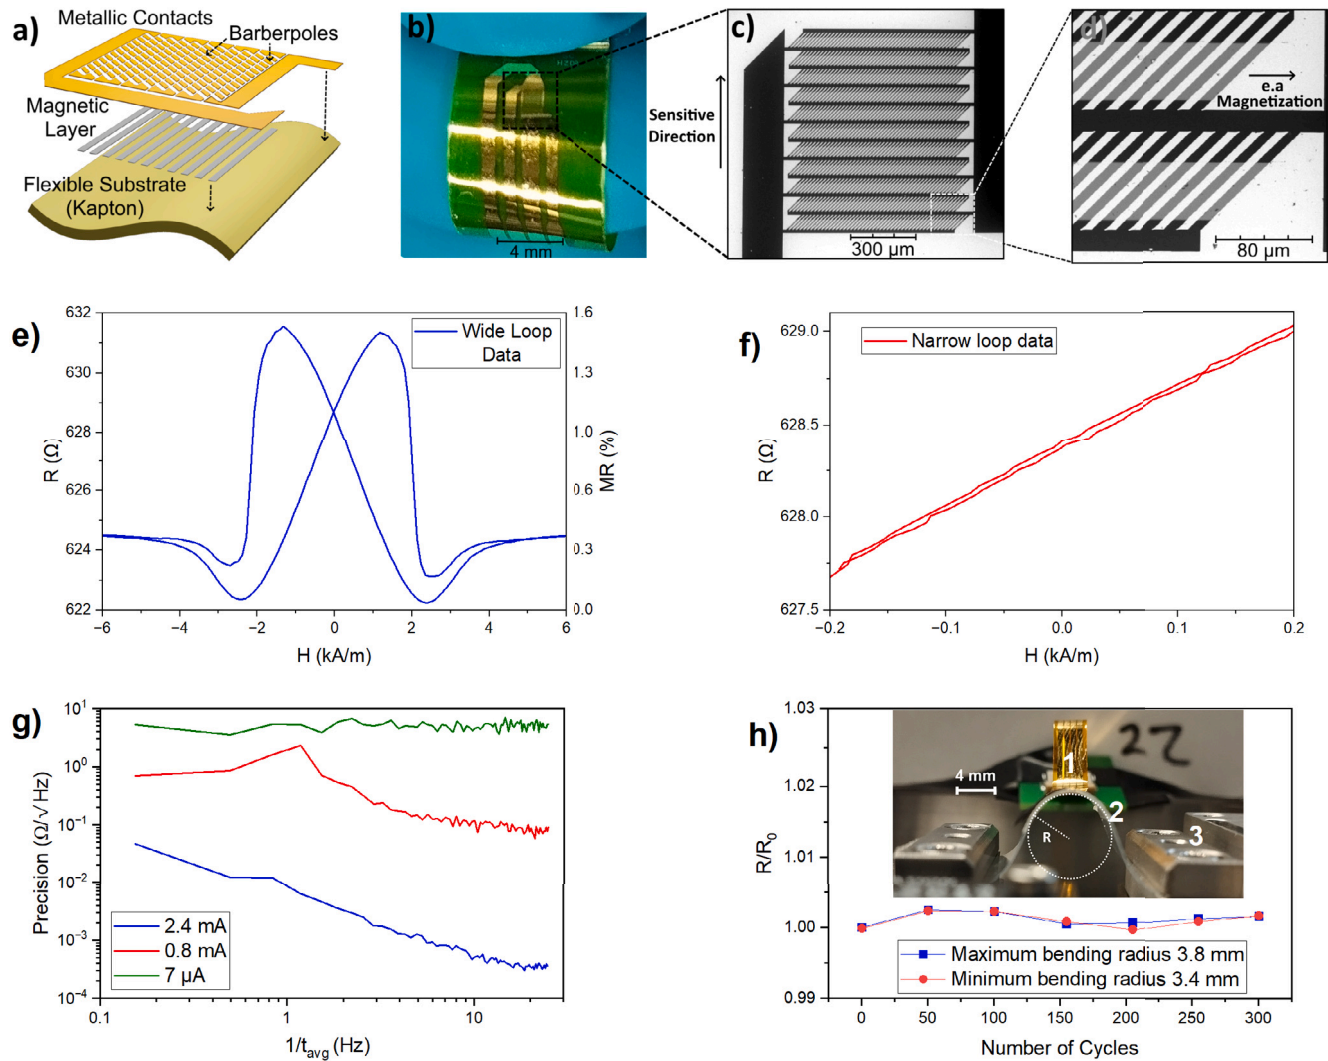 a)
Metallic Contacts
Barberpoles
Magnetic
Layer
Flexible Substrate
(Kapton)
b)
4 mm
c)
Sensitive
Direction
300 µm
d)
e.a
Magnetization
80 µm
e)
632
630
628
626
624
622
R (Ω)
1.6
1.3
1.0
0.6
0.3
0.0
MR (%)
Wide Loop
Data
−6
−4
−2
0
2
4
6
H (kA/m)
f)
629.0
628.5
628.0
627.5
R (Ω)
Narrow loop data
−0.2
−0.1
0.0
0.1
0.2
H (kA/m)
g)
10¹
10⁰
10⁻¹
10⁻²
10⁻³
10⁻⁴
Precision (Ω/√Hz)
2.4 mA
0.8 mA
7 µA
0.1
1
10
1/t_avg (Hz)
h)
1.03
1.02
1.01
1.00
0.99
R/R₀
4 mm
1
2
3
R
Maximum bending radius 3.8 mm
Minimum bending radius 3.4 mm
0
50
100
150
200
250
300
Number of Cycles